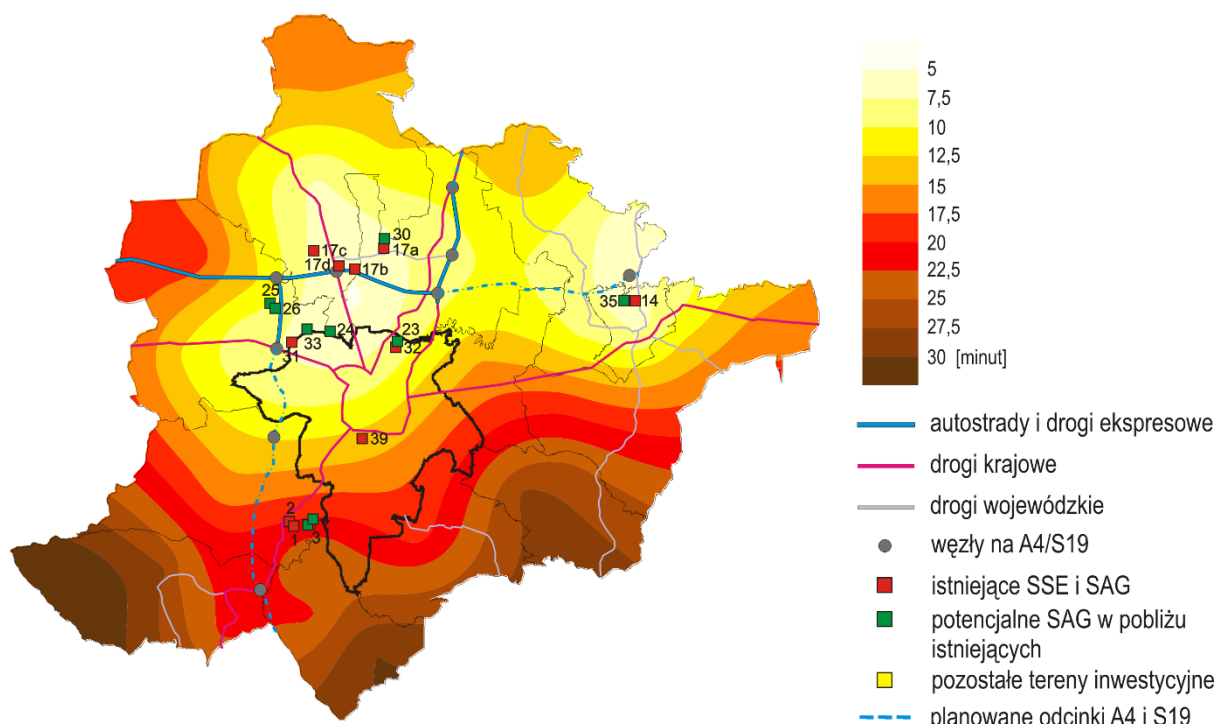 5
7,5
10
12,5
15
17,5
20
22,5
25
27,5
30 [minut]
autostrady i drogi ekspresowe
drogi krajowe
drogi wojewódzkie
węzły na A4/S19
istniejące SSE i SAG
potencjalne SAG w pobliżu
istniejących
pozostałe tereny inwestycyjne
planowane odcinki A4 i S19
30
17c
17a
17d
17b
25
26
35
14
24
23
33
31
32
39
2
1
3